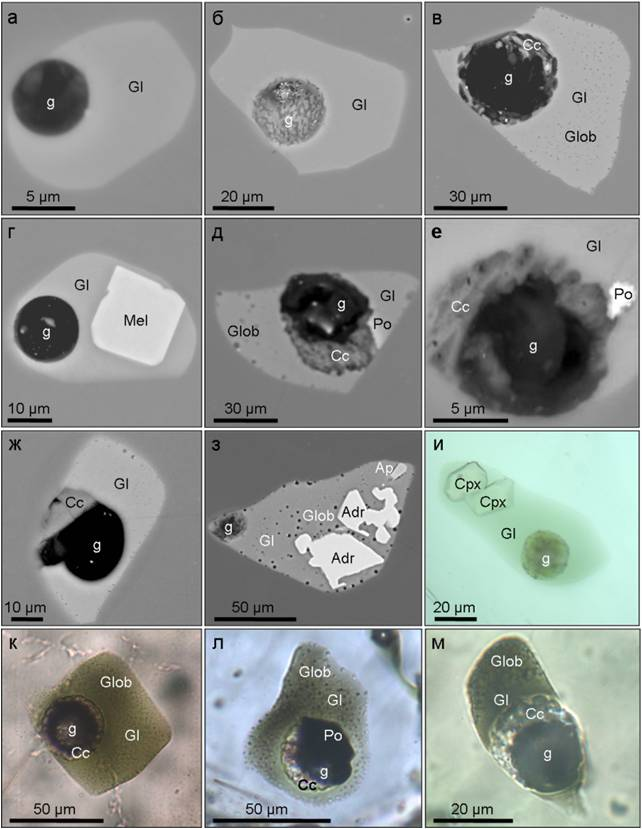 а
g
Gl
5 µm
б
g
Gl
20 µm
в
Cc
g
Gl
Glob
30 µm
г
Gl
g
Mel
10 µm
д
g
Gl
Glob
Po
Cc
30 µm
е
Gl
Cc
Po
g
5 µm
ж
Gl
Cc
g
10 µm
з
Ap
g
Glob
Adr
Gl
Adr
50 µm
и
Cpx
Cpx
Gl
g
20 µm
к
Glob
g
Gl
Cc
50 µm
л
Glob
Gl
Po
g
Cc
50 µm
м
Glob
Gl
Cc
g
20 µm